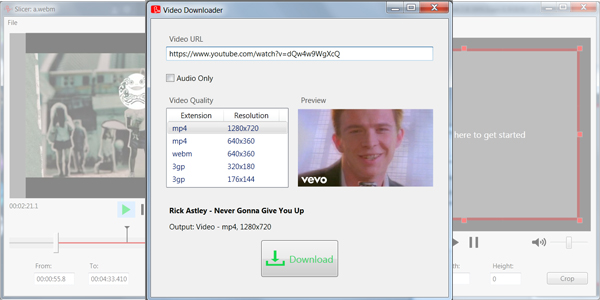 Slicer: a.webm
File
Video Downloader
Video URL
https://www.youtube.com/watch?v=dQw4w9WgXcQ
Audio Only
Video Quality
Preview
Extension Resolution
mp4 1280x720
mp4 640x360
webm 640x360
3gp 320x180
3gp 176x144
vevo
Rick Astley - Never Gonna Give You Up
Output: Video - mp4, 1280x720
Download
00:02:21.1
From: To:
00:00:55.8 00:04:33.410
here to get started
Height:
0
Crop